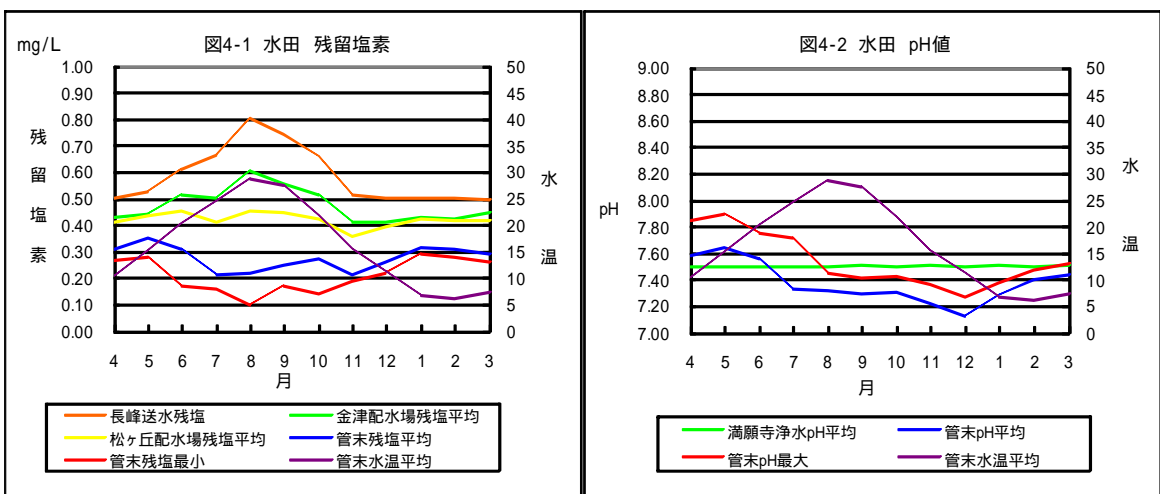 図4-1 水田 残留塩素
mg/L
1.00
0.90
0.80
0.70
0.60
0.50
0.40
0.30
0.20
0.10
0.00
残留塩素
50
45
40
35
30
25
20
15
10
5
0
水温
4 5 6 7 8 9 10 11 12 1 2 3
月
長峰送水残塩
金津配水場残塩平均
松ヶ丘配水場残塩平均
管末残塩平均
管末残塩最小
管末水温平均
図4-2 水田 pH値
9.00
8.80
8.60
8.40
8.20
8.00
7.80
7.60
7.40
7.20
7.00
pH
50
45
40
35
30
25
20
15
10
5
0
水温
4 5 6 7 8 9 10 11 12 1 2 3
月
満願寺浄水pH平均
管末pH平均
管末pH最大
管末水温平均